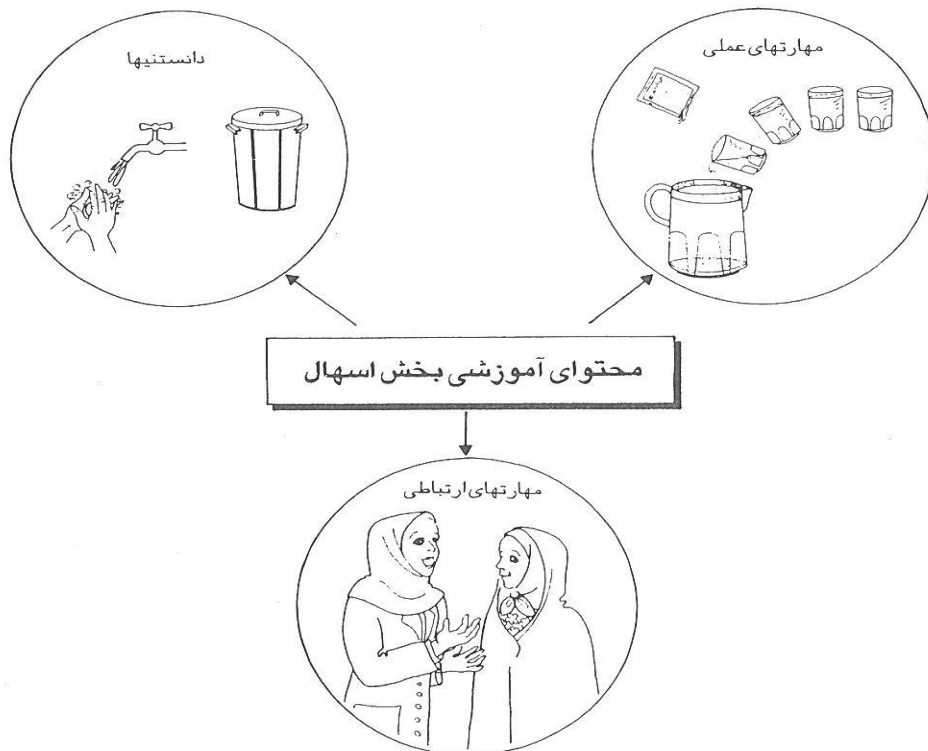 مهارتهای عملی
دانستنیها
محتوای آموزشی بخش اسهال
مهارتهای ارتباطی